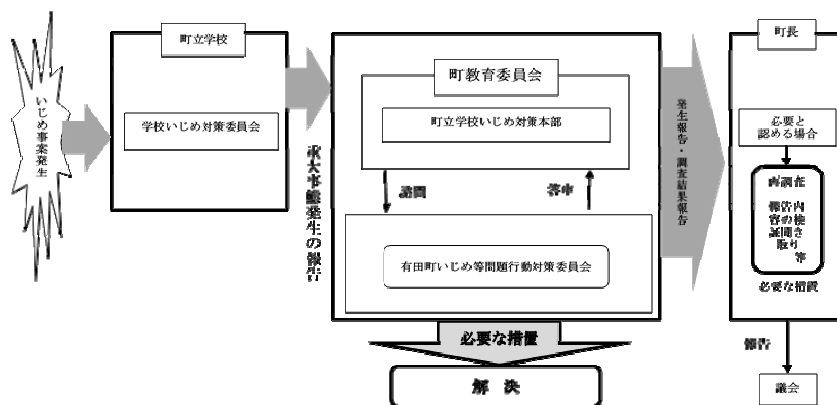 いじめ事案発生
町立学校
学校いじめ対策委員会
重大事態発生の報告
町教育委員会
町立学校いじめ対策本部
諮問
答申
有田町いじめ等問題行動対策委員会
必要な措置
解 決
発生報告・調査結果報告
町長
必要と
認める場合
再調査
報告内
容の検
証聞き
取り
等
必要な措置
報告
議会